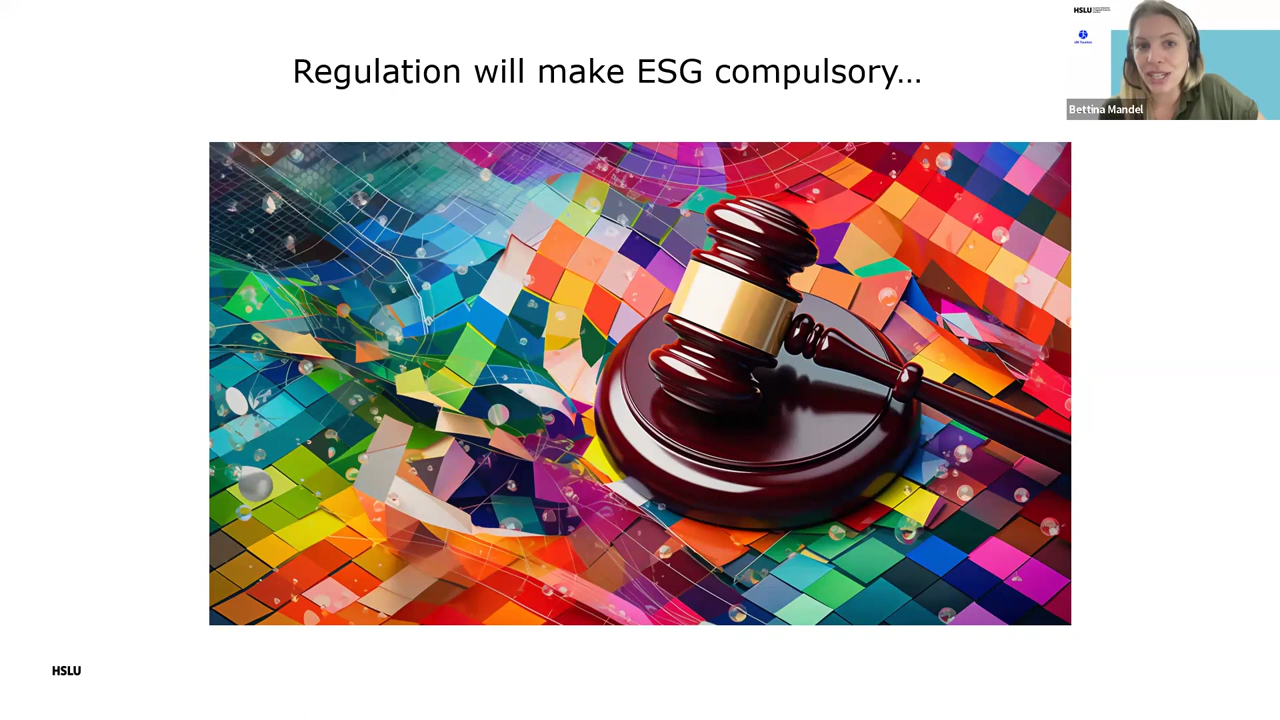 Regulation will make ESG compulsory…
HSLU
Bettina Mandel
HSLU